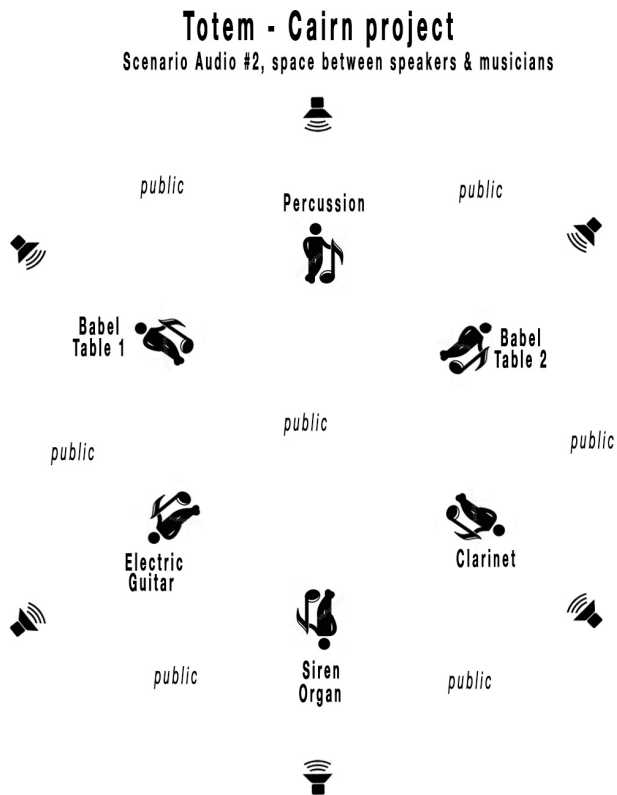 Totem - Cairn project
Scenario Audio #2, space between speakers & musicians
public
public
Percussion
Babel
Table 1
Babel
Table 2
public
public
public
Electric
Guitar
Clarinet
Siren
Organ
public
public